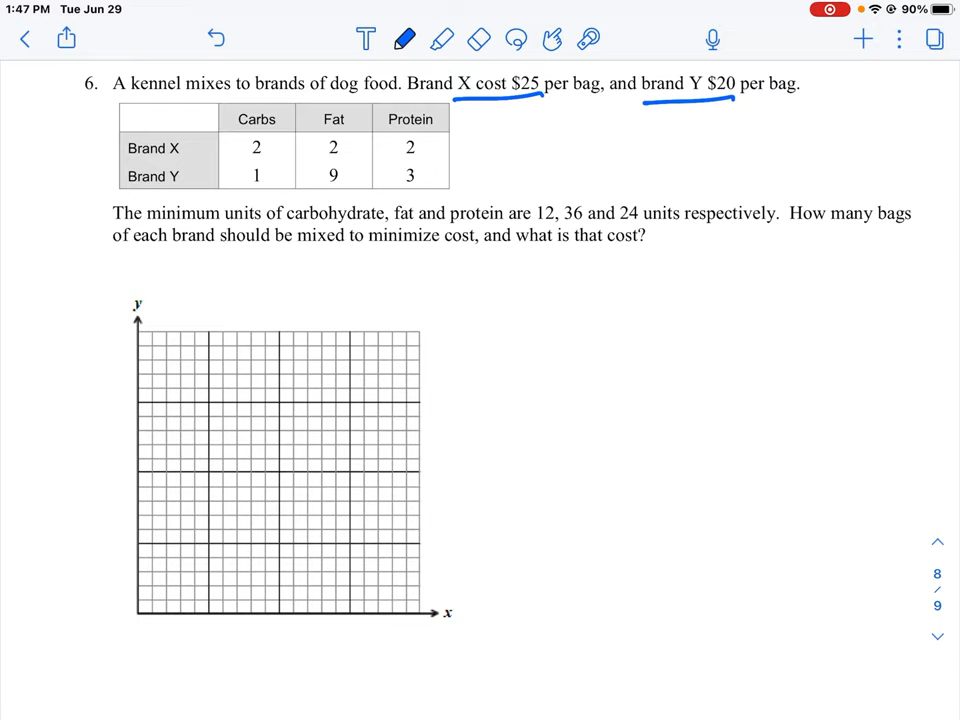 1:47 PM Tue Jun 29
90%
T
6. A kennel mixes to brands of dog food. Brand X cost $25 per bag, and brand Y $20 per bag.
Carbs Fat Protein
Brand X 2 2 2
Brand Y 1 9 3
The minimum units of carbohydrate, fat and protein are 12, 36 and 24 units respectively. How many bags
of each brand should be mixed to minimize cost, and what is that cost?
y
x
8
/
9